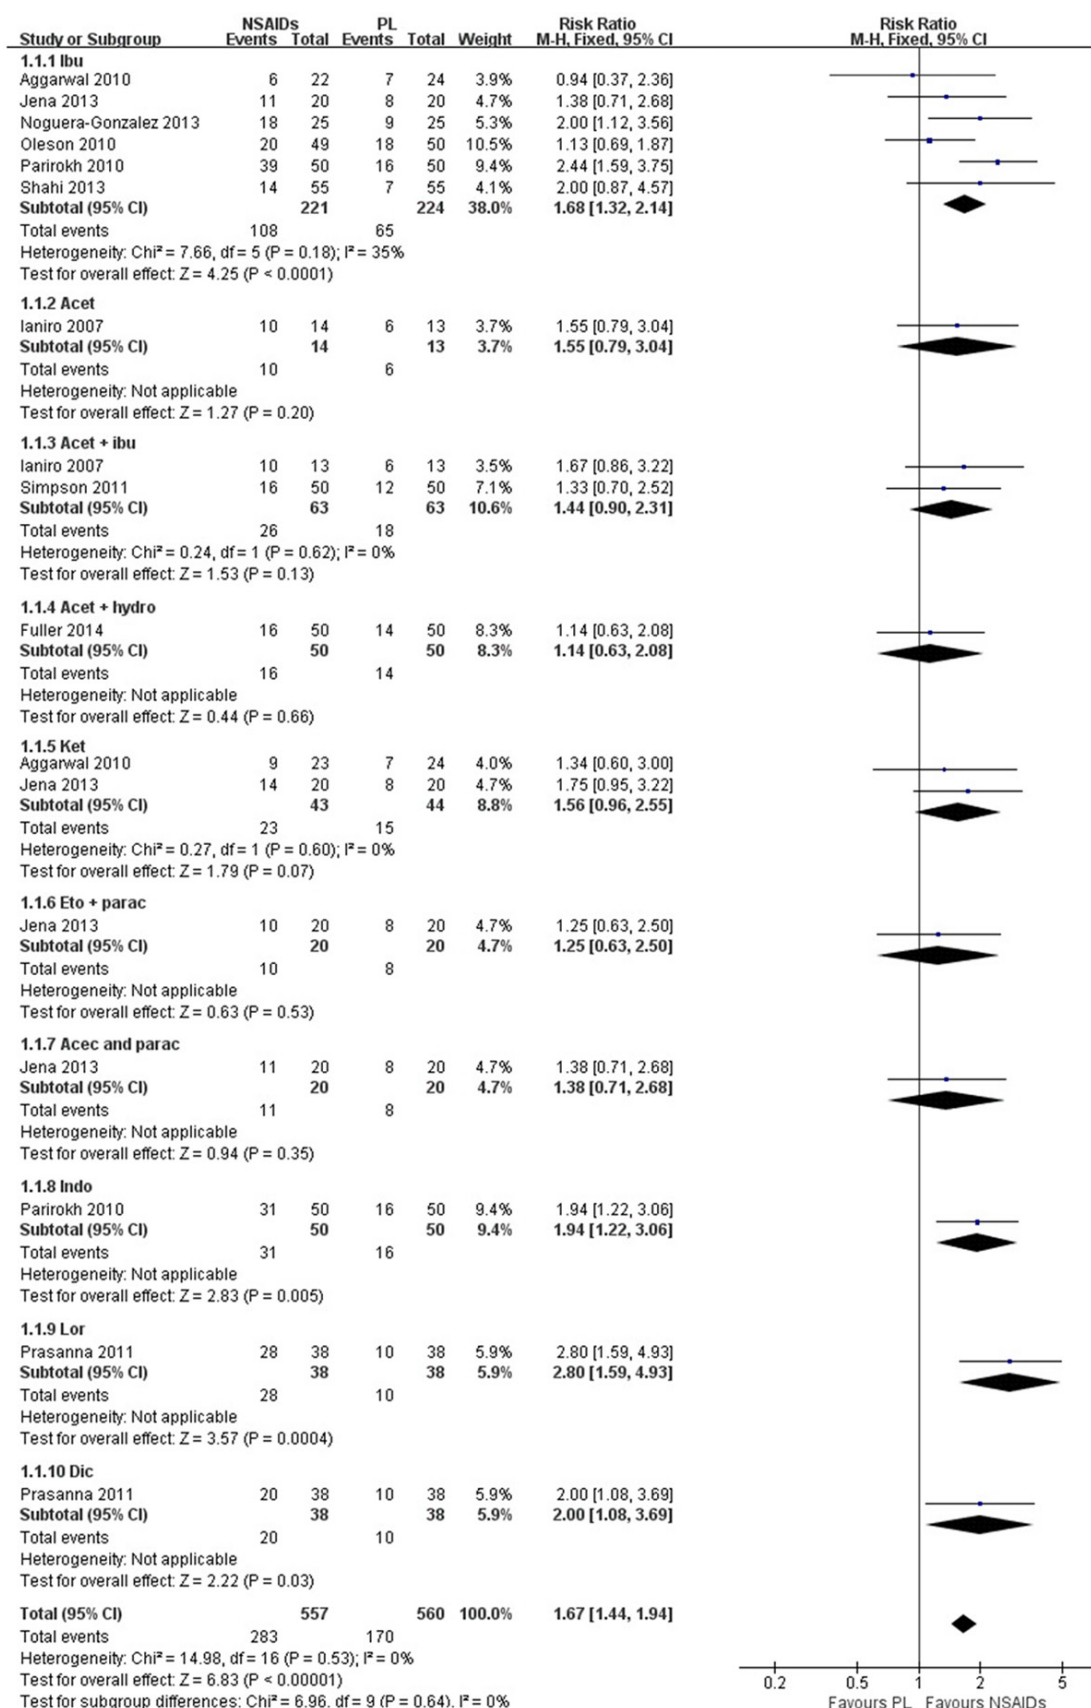 NSAIDs PL Risk Ratio Risk Ratio
Study or Subgroup Events Total Events Total Weight M-H, Fixed, 95% CI M-H, Fixed, 95% CI
1.1.1 Ibu
Aggarwal 2010 6 22 7 24 3.9% 0.94 [0.37, 2.36]
Jena 2013 11 20 8 20 4.7% 1.38 [0.71, 2.68]
Noguera-Gonzalez 2013 18 25 9 25 5.3% 2.00 [1.12, 3.56]
Oleson 2010 20 49 18 50 10.5% 1.13 [0.69, 1.87]
Parirokh 2010 39 50 16 50 9.4% 2.44 [1.59, 3.75]
Shahi 2013 14 55 7 55 4.1% 2.00 [0.87, 4.57]
Subtotal (95% CI) 221 224 38.0% 1.68 [1.32, 2.14]
Total events 108 65
Heterogeneity: Chi² = 7.66, df = 5 (P = 0.18); I² = 35%
Test for overall effect: Z = 4.25 (P < 0.0001)
1.1.2 Acet
Ianiro 2007 10 14 6 13 3.7% 1.55 [0.79, 3.04]
Subtotal (95% CI) 14 13 3.7% 1.55 [0.79, 3.04]
Total events 10 6
Heterogeneity: Not applicable
Test for overall effect: Z = 1.27 (P = 0.20)
1.1.3 Acet + ibu
Ianiro 2007 10 13 6 13 3.5% 1.67 [0.86, 3.22]
Simpson 2011 16 50 12 50 7.1% 1.33 [0.70, 2.52]
Subtotal (95% CI) 63 63 10.6% 1.44 [0.90, 2.31]
Total events 26 18
Heterogeneity: Chi² = 0.24, df = 1 (P = 0.62); I² = 0%
Test for overall effect: Z = 1.53 (P = 0.13)
1.1.4 Acet + hydro
Fuller 2014 16 50 14 50 8.3% 1.14 [0.63, 2.08]
Subtotal (95% CI) 50 50 8.3% 1.14 [0.63, 2.08]
Total events 16 14
Heterogeneity: Not applicable
Test for overall effect: Z = 0.44 (P = 0.66)
1.1.5 Ket
Aggarwal 2010 9 23 7 24 4.0% 1.34 [0.60, 3.00]
Jena 2013 14 20 8 20 4.7% 1.75 [0.95, 3.22]
Subtotal (95% CI) 43 44 8.8% 1.56 [0.96, 2.55]
Total events 23 15
Heterogeneity: Chi² = 0.27, df = 1 (P = 0.60); I² = 0%
Test for overall effect: Z = 1.79 (P = 0.07)
1.1.6 Eto + parac
Jena 2013 10 20 8 20 4.7% 1.25 [0.63, 2.50]
Subtotal (95% CI) 20 20 4.7% 1.25 [0.63, 2.50]
Total events 10 8
Heterogeneity: Not applicable
Test for overall effect: Z = 0.63 (P = 0.53)
1.1.7 Acec and parac
Jena 2013 11 20 8 20 4.7% 1.38 [0.71, 2.68]
Subtotal (95% CI) 20 20 4.7% 1.38 [0.71, 2.68]
Total events 11 8
Heterogeneity: Not applicable
Test for overall effect: Z = 0.94 (P = 0.35)
1.1.8 Indo
Parirokh 2010 31 50 16 50 9.4% 1.94 [1.22, 3.06]
Subtotal (95% CI) 50 50 9.4% 1.94 [1.22, 3.06]
Total events 31 16
Heterogeneity: Not applicable
Test for overall effect: Z = 2.83 (P = 0.005)
1.1.9 Lor
Prasanna 2011 28 38 10 38 5.9% 2.80 [1.59, 4.93]
Subtotal (95% CI) 38 38 5.9% 2.80 [1.59, 4.93]
Total events 28 10
Heterogeneity: Not applicable
Test for overall effect: Z = 3.57 (P = 0.0004)
1.1.10 Dic
Prasanna 2011 20 38 10 38 5.9% 2.00 [1.08, 3.69]
Subtotal (95% CI) 38 38 5.9% 2.00 [1.08, 3.69]
Total events 20 10
Heterogeneity: Not applicable
Test for overall effect: Z = 2.22 (P = 0.03)
Total (95% CI) 557 560 100.0% 1.67 [1.44, 1.94]
Total events 283 170
Heterogeneity: Chi² = 14.98, df = 16 (P = 0.53); I² = 0%
Test for overall effect: Z = 6.83 (P < 0.00001)
Test for subgroup differences: Chi² = 6.96, df = 9 (P = 0.64), I² = 0%
0.2 0.5 1 2 5
Favours PL Favours NSAIDs